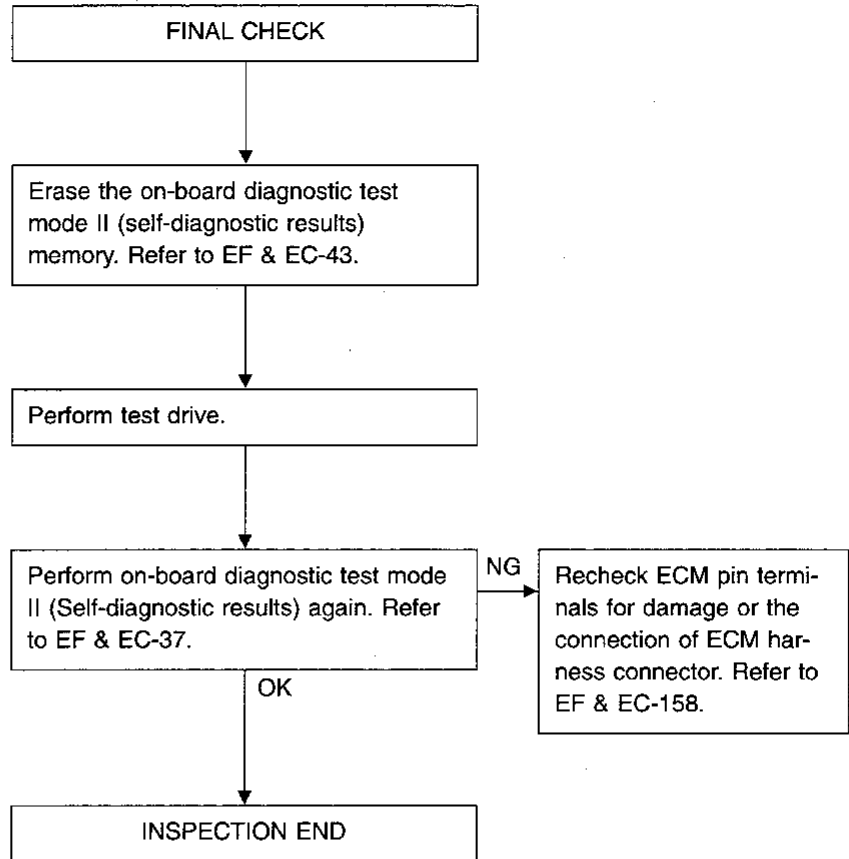 FINAL CHECK
Erase the on-board diagnostic test
mode II (self-diagnostic results)
memory. Refer to EF & EC-43.
Perform test drive.
Perform on-board diagnostic test mode
II (Self-diagnostic results) again. Refer
to EF & EC-37.
NG
Recheck ECM pin termi-
nals for damage or the
connection of ECM har-
ness connector. Refer to
EF & EC-158.
OK
INSPECTION END